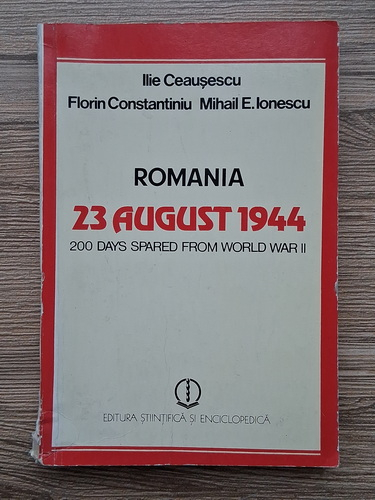 Ilie Ceaușescu
Florin Constantiniu Mihail E. Ionescu
ROMANIA
23 AUGUST 1944
200 DAYS SPARED FROM WORLD WAR II
EDITURA ȘTIINȚIFICĂ ȘI ENCICLOPEDICĂ